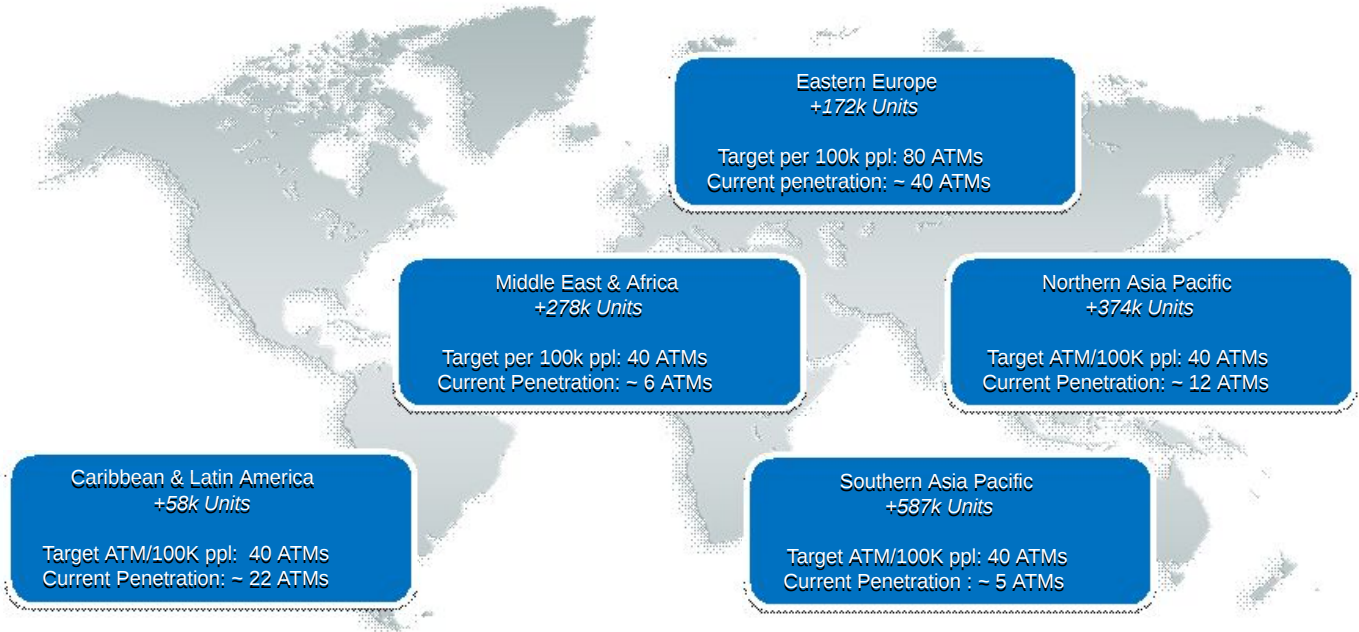 Eastern Europe
+172k Units
Target per 100k ppl: 80 ATMs
Current penetration: ~ 40 ATMs
Middle East & Africa
+278k Units
Target per 100k ppl: 40 ATMs
Current Penetration: ~ 6 ATMs
Northern Asia Pacific
+374k Units
Target ATM/100K ppl: 40 ATMs
Current Penetration: ~ 12 ATMs
Caribbean & Latin America
+58k Units
Target ATM/100K ppl:  40 ATMs
Current Penetration: ~ 22 ATMs
Southern Asia Pacific
+587k Units
Target ATM/100K ppl: 40 ATMs
Current Penetration : ~ 5 ATMs